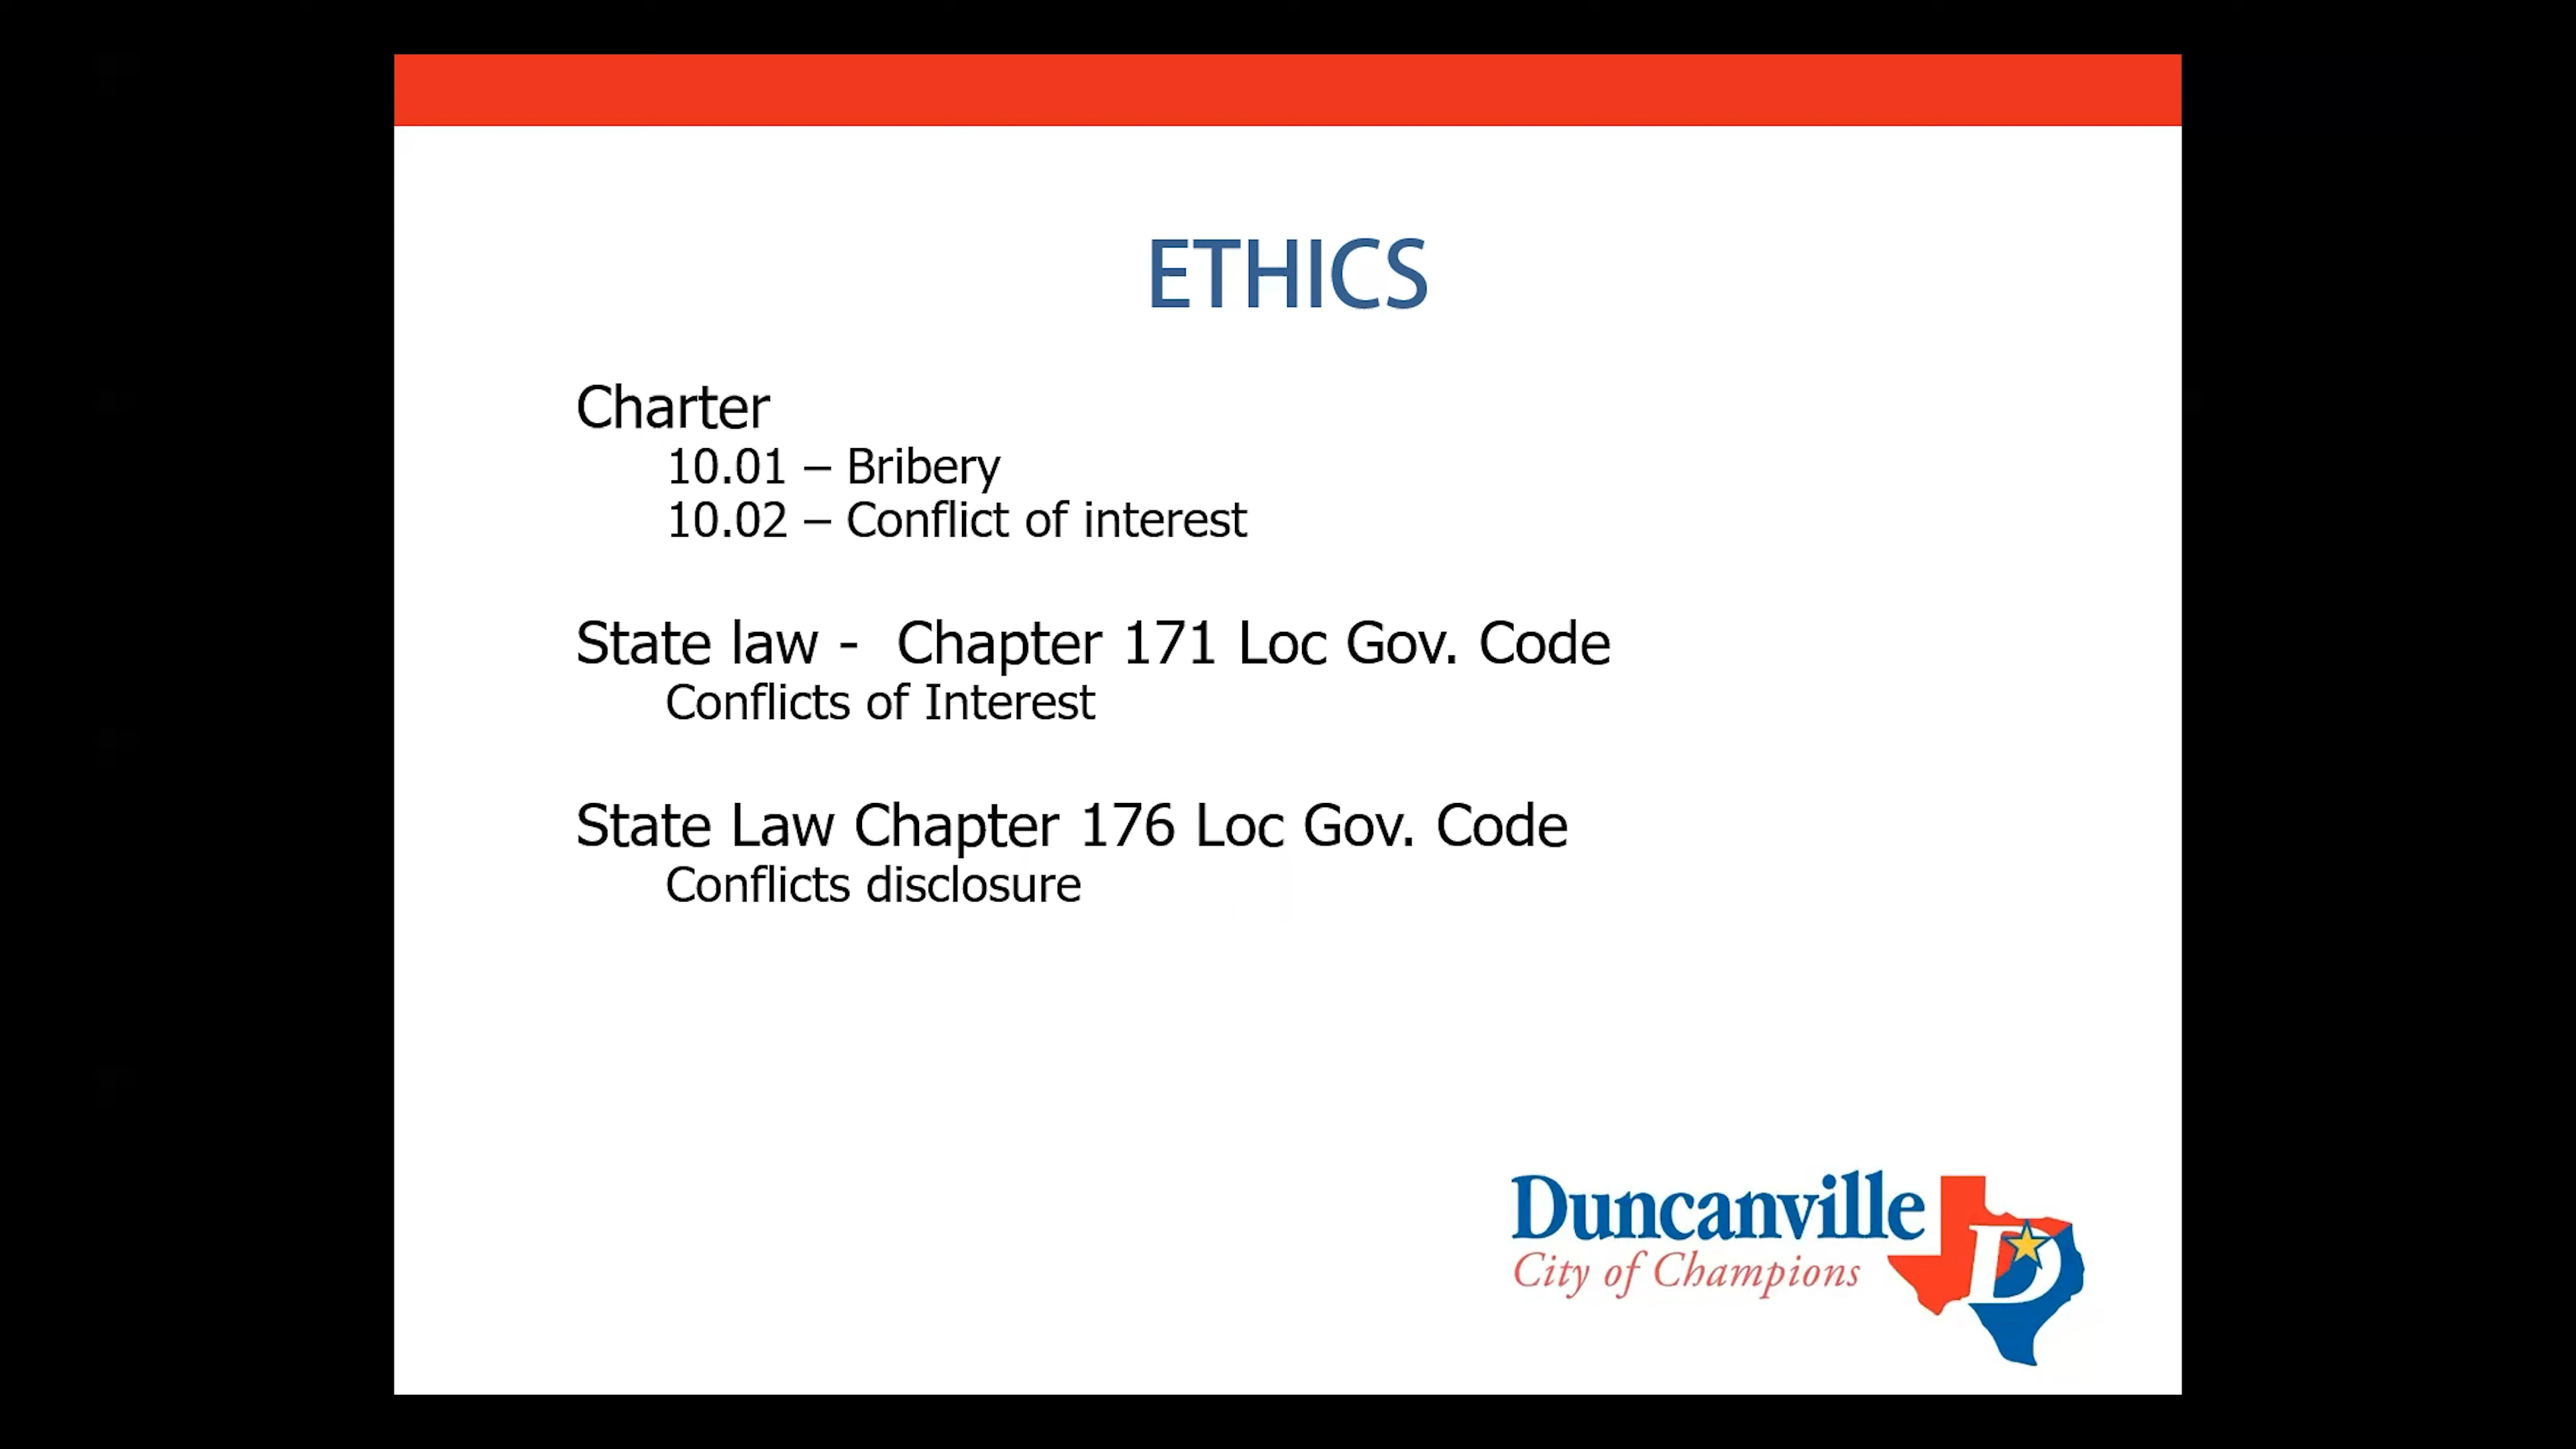 ETHICS
Charter
10.01 – Bribery
10.02 – Conflict of interest
State law -  Chapter 171 Loc Gov. Code
Conflicts of Interest
State Law Chapter 176 Loc Gov. Code
Conflicts disclosure
Duncanville
City of Champions
D